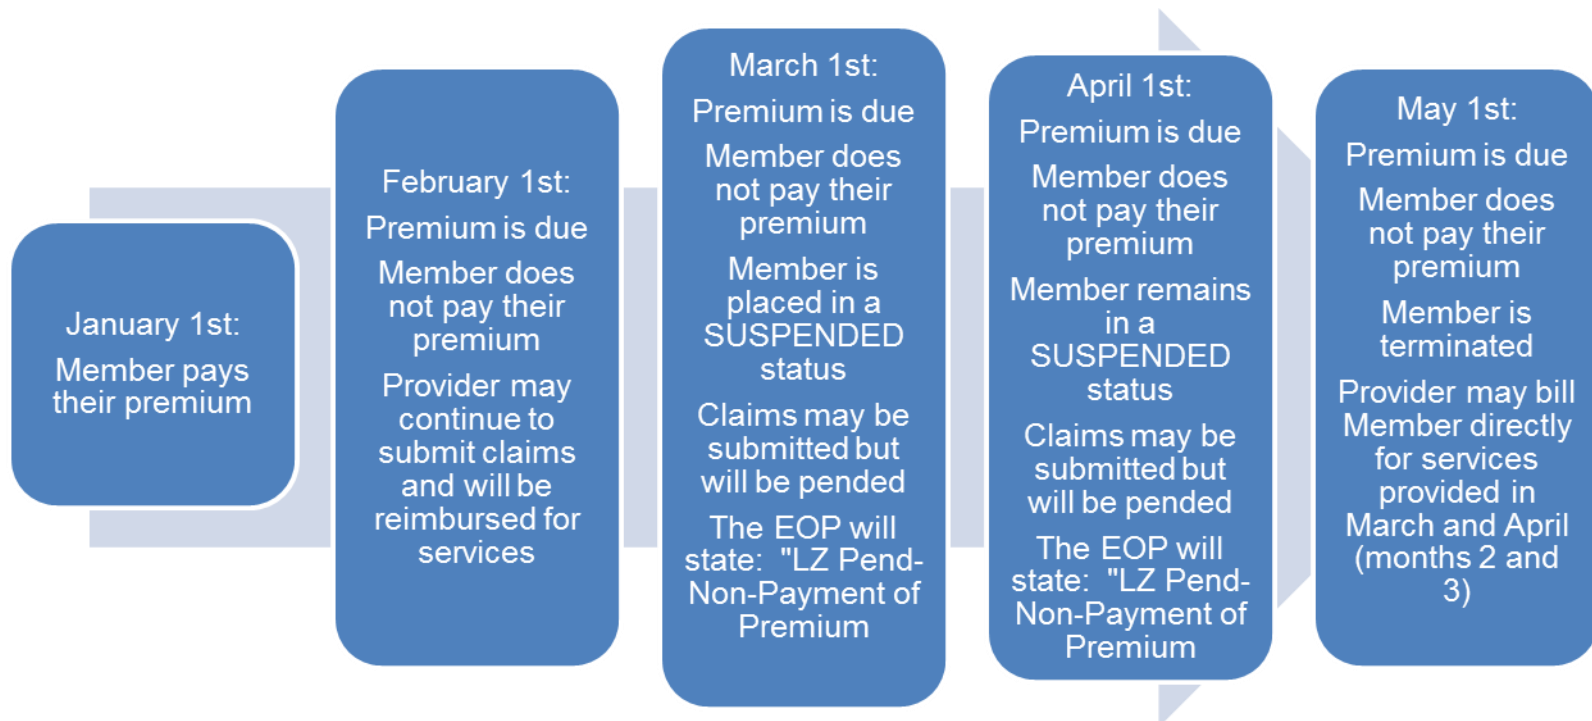 January 1st:
Member pays
their premium
February 1st:
Premium is due
Member does
not pay their
premium
Provider may
continue to
submit claims
and will be
reimbursed for
services
March 1st:
Premium is due
Member does
not pay their
premium
Member is
placed in a
SUSPENDED
status
Claims may be
submitted but
will be pended
The EOP will
state:  "LZ Pend-
Non-Payment of
Premium
April 1st:
Premium is due
Member does
not pay their
premium
Member remains
in a
SUSPENDED
status
Claims may be
submitted but
will be pended
The EOP will
state:  "LZ Pend-
Non-Payment of
Premium
May 1st:
Premium is due
Member does
not pay their
premium
Member is
terminated
Provider may bill
Member directly
for services
provided in
March and April
(months 2 and
3)